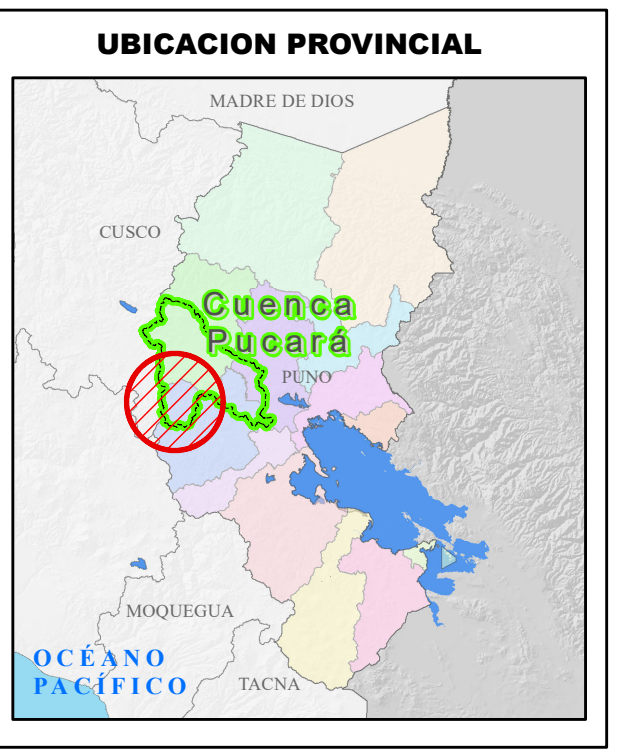 UBICACION PROVINCIAL
MADRE DE DIOS
CUSCO
Cuenca
Pucará
PUNO
MOQUEGUA
OCÉANO
PACÍFICO
TACNA